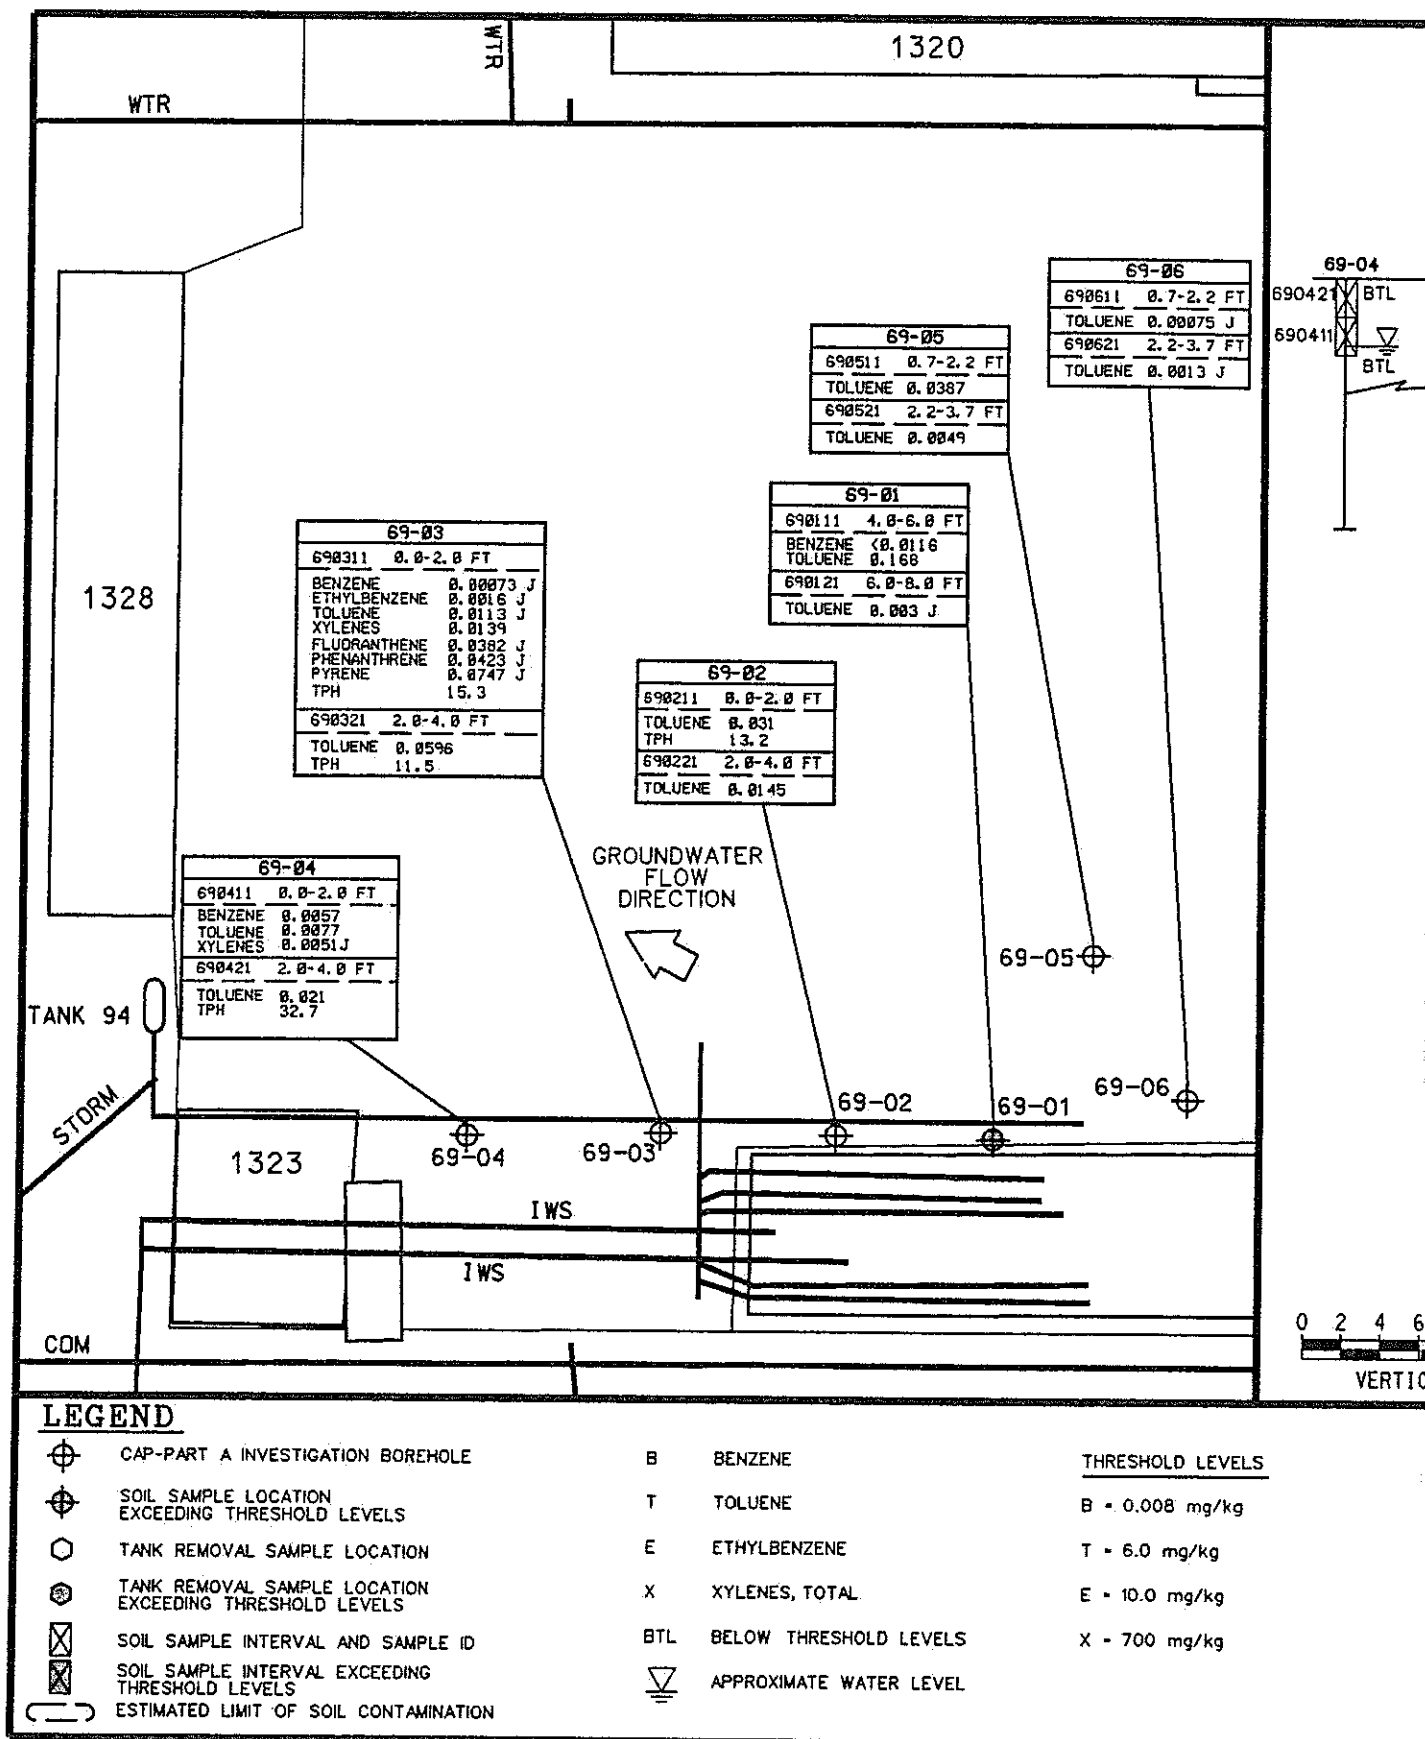 1320
WTR
WTR
69-06
690611 0.7-2.2 FT
TOLUENE 0.00075 J
690621 2.2-3.7 FT
TOLUENE 0.0013 J
69-04
690421 BTL
690411
BTL
69-05
690511 0.7-2.2 FT
TOLUENE 0.0387
690521 2.2-3.7 FT
TOLUENE 0.0049
69-01
690111 4.0-6.0 FT
BENZENE <0.0116
TOLUENE 0.168
690121 6.0-8.0 FT
TOLUENE 0.003 J
69-03
690311 0.0-2.0 FT
BENZENE 0.00073 J
ETHYLBENZENE 0.0016 J
TOLUENE 0.0113 J
XYLENES 0.0139
FLUORANTHENE 0.0382 J
PHENANTHRENE 0.0423 J
PYRENE 0.0747 J
TPH 15.3
690321 2.0-4.0 FT
TOLUENE 0.0596
TPH 11.5
1328
69-02
690211 0.0-2.0 FT
TOLUENE 0.031
TPH 13.2
690221 2.0-4.0 FT
TOLUENE 0.0145
GROUNDWATER
FLOW
DIRECTION
69-04
690411 0.0-2.0 FT
BENZENE 0.0057
TOLUENE 0.0077
XYLENES 0.0051J
690421 2.0-4.0 FT
TOLUENE 0.021
TPH 32.7
69-05
TANK 94
STORM
69-06
69-02
69-01
69-04
69-03
1323
IWS
IWS
COM
0 2 4 6
VERTIC
LEGEND
CAP-PART A INVESTIGATION BOREHOLE
SOIL SAMPLE LOCATION
EXCEEDING THRESHOLD LEVELS
TANK REMOVAL SAMPLE LOCATION
TANK REMOVAL SAMPLE LOCATION
EXCEEDING THRESHOLD LEVELS
SOIL SAMPLE INTERVAL AND SAMPLE ID
SOIL SAMPLE INTERVAL EXCEEDING
THRESHOLD LEVELS
ESTIMATED LIMIT OF SOIL CONTAMINATION
B BENZENE
T TOLUENE
E ETHYLBENZENE
X XYLENES, TOTAL
BTL BELOW THRESHOLD LEVELS
APPROXIMATE WATER LEVEL
THRESHOLD LEVELS
B = 0.008 mg/kg
T = 6.0 mg/kg
E = 10.0 mg/kg
X = 700 mg/kg